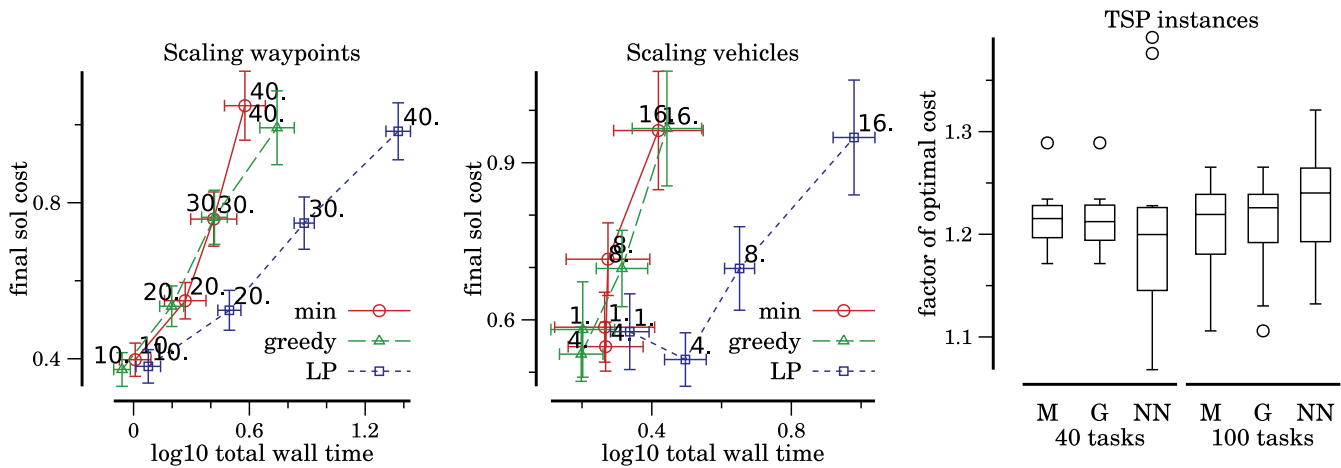 Scaling waypoints
final sol cost
0.8
0.4
10.
10.
10.
20.
20.
20.
30.
30.
30.
40.
40.
40.
min
greedy
LP
0
0.6
1.2
log10 total wall time
Scaling vehicles
final sol cost
0.9
0.6
1.
1.
1.
4.
4.
4.
8.
8.
8.
16.
16.
16.
min
greedy
LP
0.4
0.8
log10 total wall time
TSP instances
factor of optimal cost
1.3
1.2
1.1
M G NN M G NN
40 tasks 100 tasks